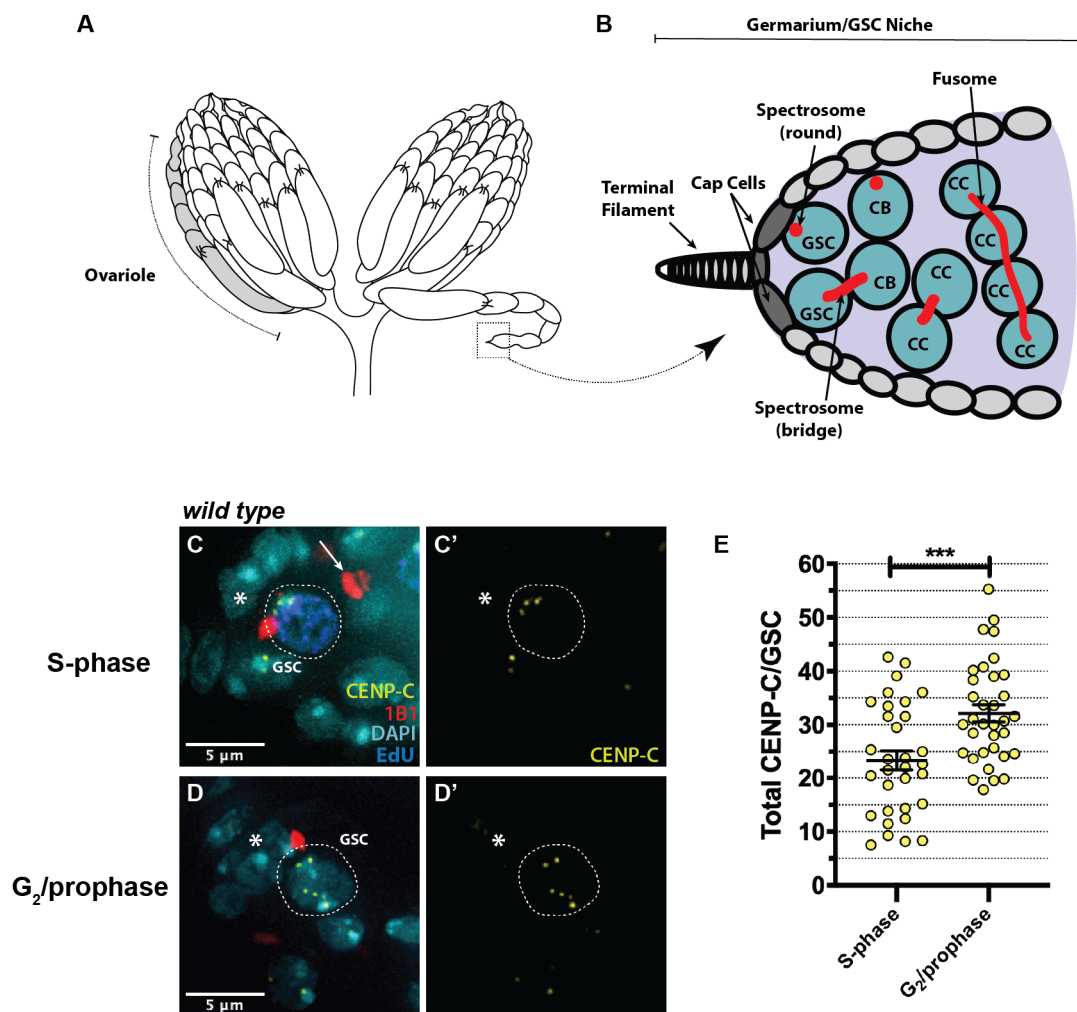 A
Ovariole
B
Germarium/GSC Niche
Fusome
Spectrosome
(round)
Cap Cells
Terminal
Filament
GSC
CB
CC
CC
GSC
CB
CC
CC
CC
CC
Spectrosome
(bridge)
wild type
S-phase
C
*
GSC
CENP-C
1B1
DAPI
EdU
5 µm
C'
*
CENP-C
G₂/prophase
D
*
GSC
5 µm
D'
*
E
***
Total CENP-C/GSC
60
50
40
30
20
10
0
S-phase
G₂/prophase